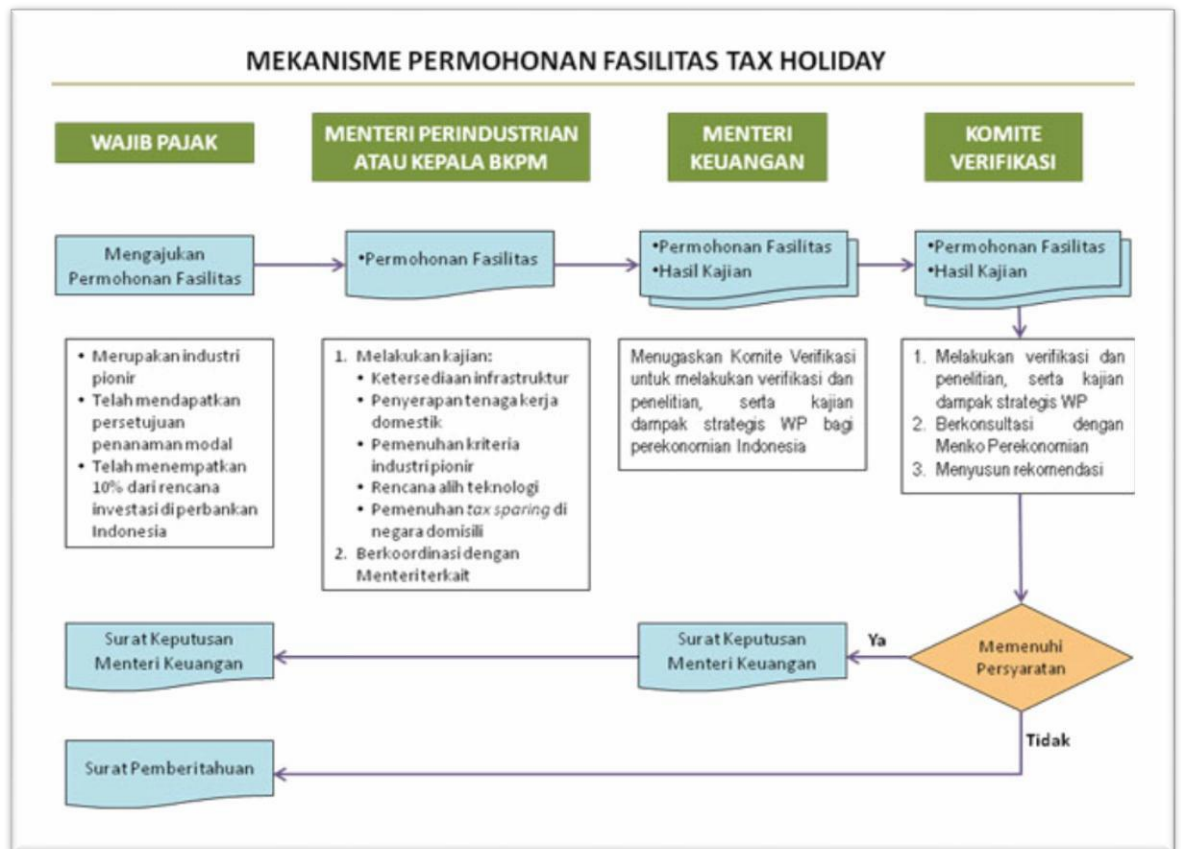 MEKANISME PERMOHONAN FASILITAS TAX HOLIDAY
WAJIB PAJAK
MENTERI PERINDUSTRIAN
ATAU KEPALA BKPM
MENTERI
KEUANGAN
KOMITE
VERIFIKASI
Mengajukan
Permohonan Fasilitas
•Permohonan Fasilitas
•Permohonan Fasilitas
•Hasil Kajian
•Permohonan Fasilitas
•Hasil Kajian
• Merupakan industri
pionir
• Telah mendapatkan
persetujuan
penanaman modal
• Telah menempatkan
10% dari rencana
investasi di perbankan
Indonesia
1. Melakukan kajian:
• Ketersediaan infrastruktur
• Penyerapan tenaga kerja
domestik
• Pemenuhan kriteria
industri pionir
• Rencana alih teknologi
• Pemenuhan tax sparing di
negara domisili
2. Berkoordinasi dengan
Menteri terkait
Menugaskan Komite Verifikasi
untuk melakukan verifikasi dan
penelitian, serta kajian
dampak strategis WP bagi
perekonomian Indonesia
1. Melakukan verifikasi dan
penelitian, serta kajian
dampak strategis WP
2. Berkonsultasi dengan
Menko Perekonomian
3. Menyusun rekomendasi
Surat Keputusan
Menteri Keuangan
Surat Keputusan
Menteri Keuangan
Ya
Memenuhi
Persyaratan
Tidak
Surat Pemberitahuan